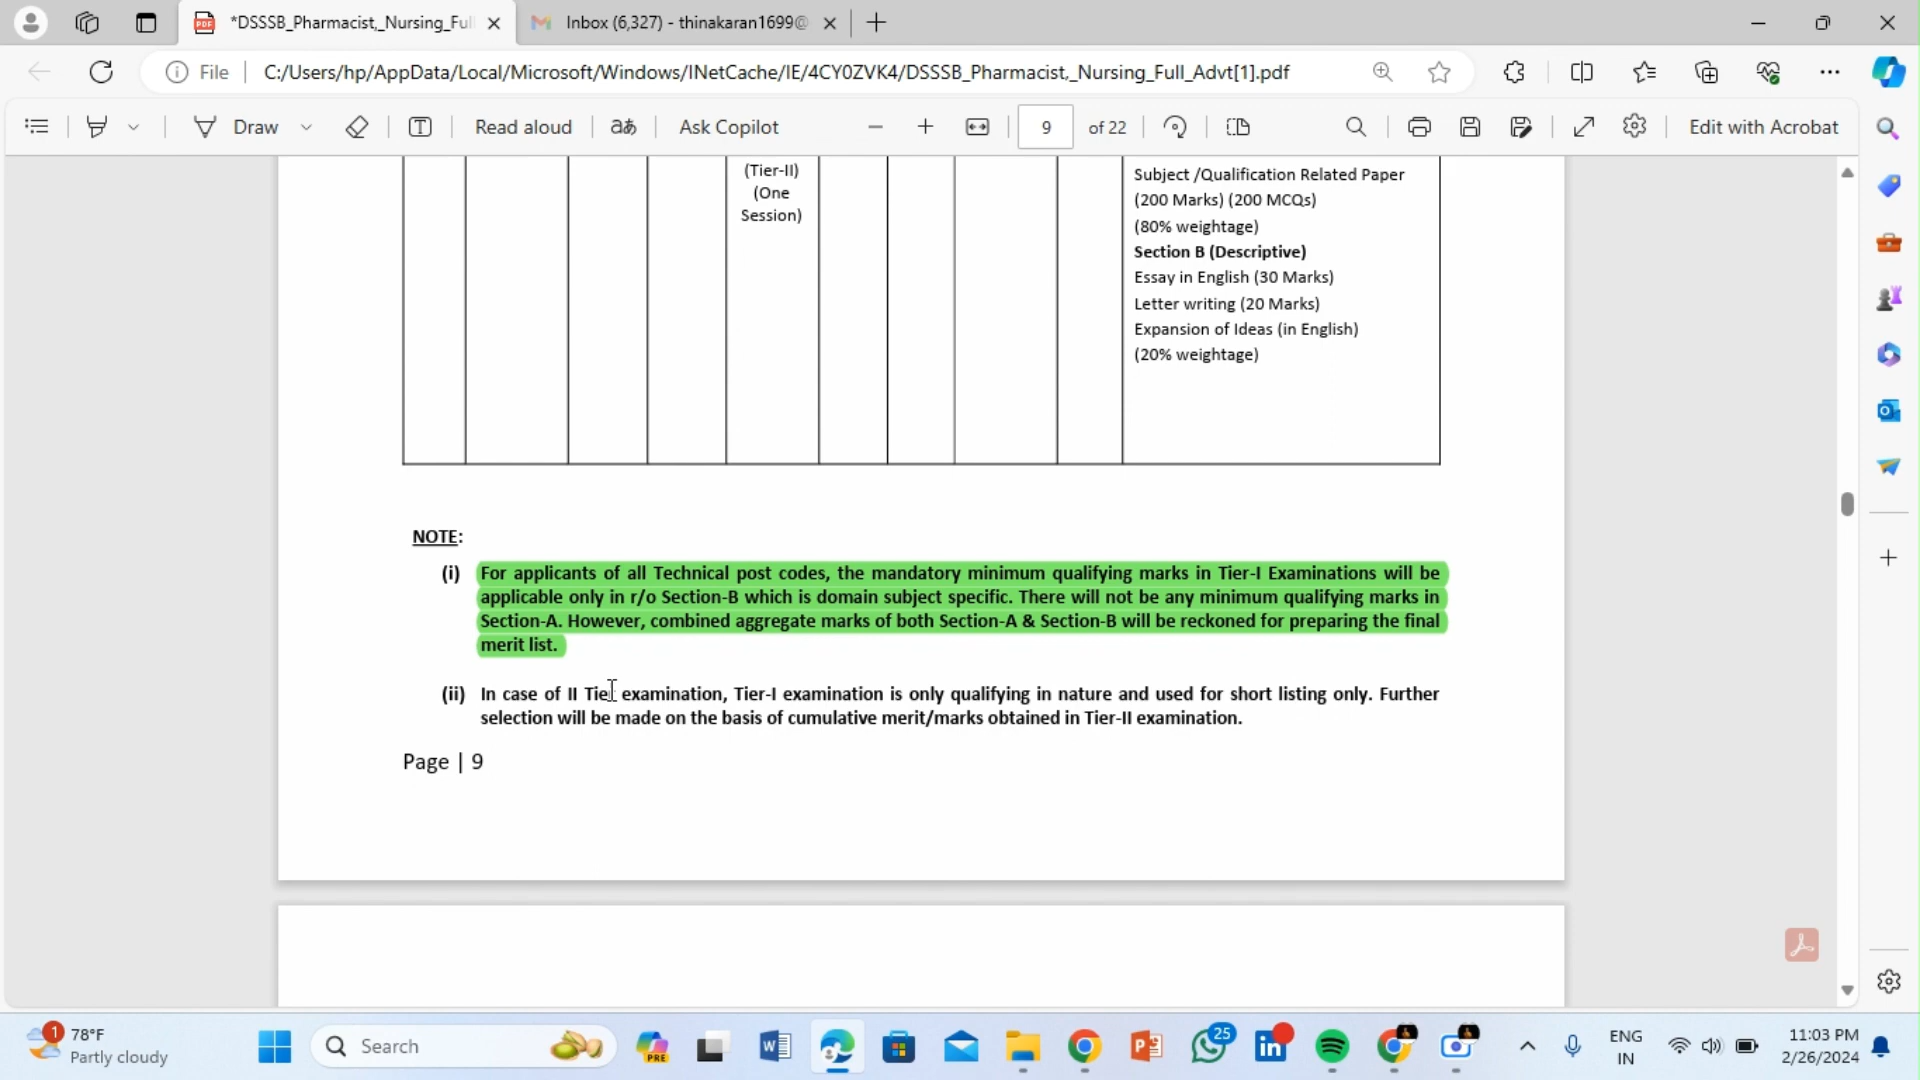 *DSSSB_Pharmacist,_Nursing_Ful
Inbox (6,327) - thinakaran1699@
File
C:/Users/hp/AppData/Local/Microsoft/Windows/INetCache/IE/4CY0ZVK4/DSSSB_Pharmacist,_Nursing_Full_Advt[1].pdf
Draw
Read aloud
Ask Copilot
9 of 22
Edit with Acrobat
(Tier-II)
(One
Session)
Subject /Qualification Related Paper
(200 Marks) (200 MCQs)
(80% weightage)
Section B (Descriptive)
Essay in English (30 Marks)
Letter writing (20 Marks)
Expansion of Ideas (in English)
(20% weightage)
NOTE:
(i) For applicants of all Technical post codes, the mandatory minimum qualifying marks in Tier-I Examinations will be
applicable only in r/o Section-B which is domain subject specific. There will not be any minimum qualifying marks in
Section-A. However, combined aggregate marks of both Section-A & Section-B will be reckoned for preparing the final
merit list.
(ii) In case of II Tier examination, Tier-I examination is only qualifying in nature and used for short listing only. Further
selection will be made on the basis of cumulative merit/marks obtained in Tier-II examination.
Page | 9
1
78°F
Partly cloudy
Search
PRE
25
ENG
IN
11:03 PM
2/26/2024